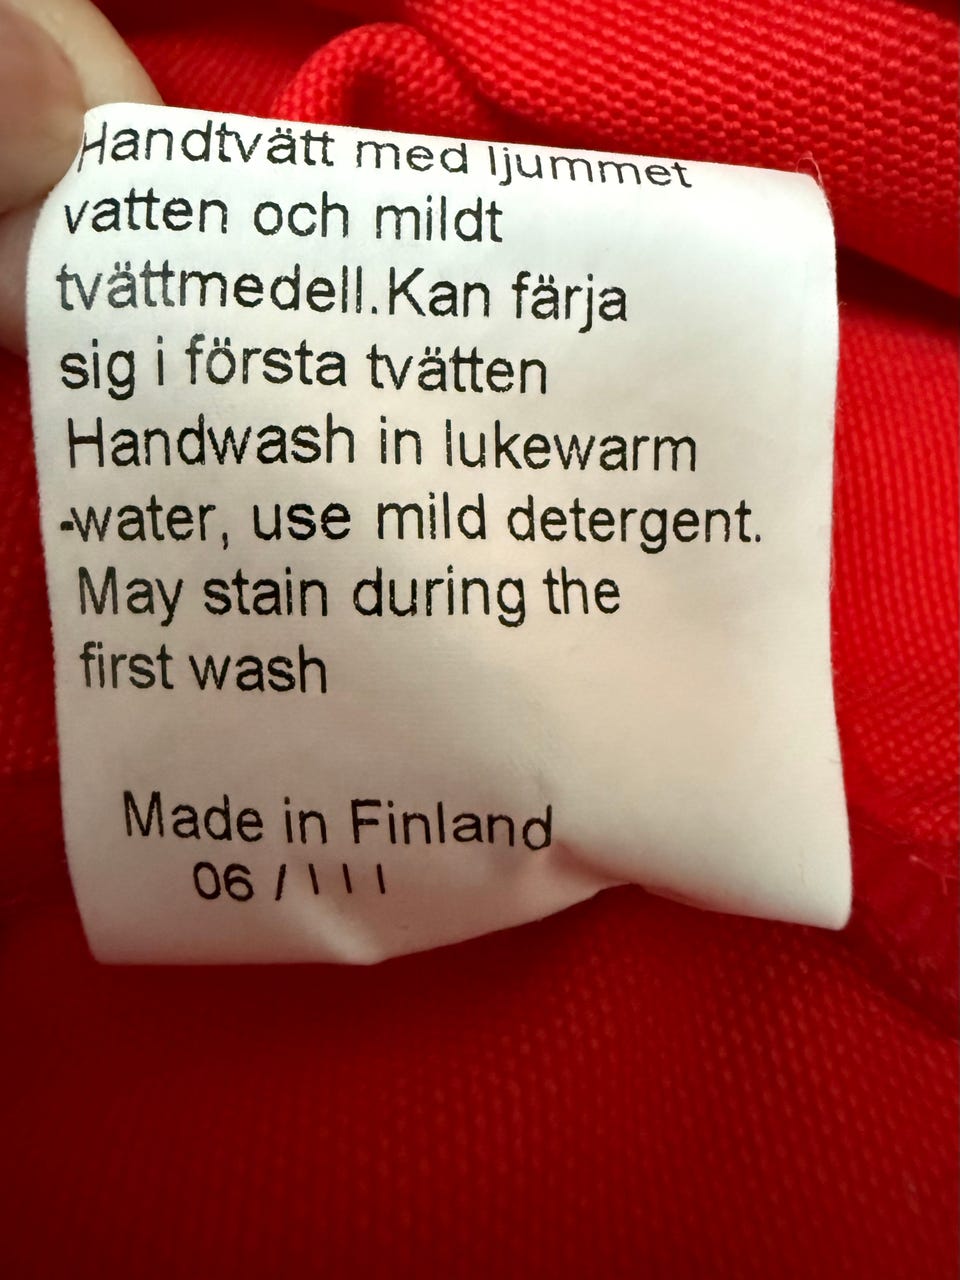 Handtvätt med ljummet
vatten och mildt
tvättmedell.Kan färja
sig i första tvätten
Handwash in lukewarm
-water, use mild detergent.
May stain during the
first wash
Made in Finland
06 / I I I